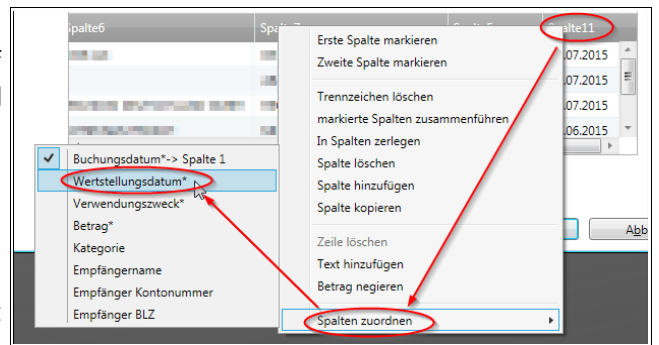 Spalte6
Spalte11
.07.2015
.07.2015
.07.2015
.06.2015
Erste Spalte markieren
Zweite Spalte markieren
Trennzeichen löschen
markierte Spalten zusammenführen
In Spalten zerlegen
Spalte löschen
Spalte hinzufügen
Spalte kopieren
Zeile löschen
Text hinzufügen
Betrag negieren
Spalten zuordnen
Buchungsdatum*-> Spalte 1
Wertstellungsdatum*
Verwendungszweck*
Betrag*
Kategorie
Empfängername
Empfänger Kontonummer
Empfänger BLZ
Abb